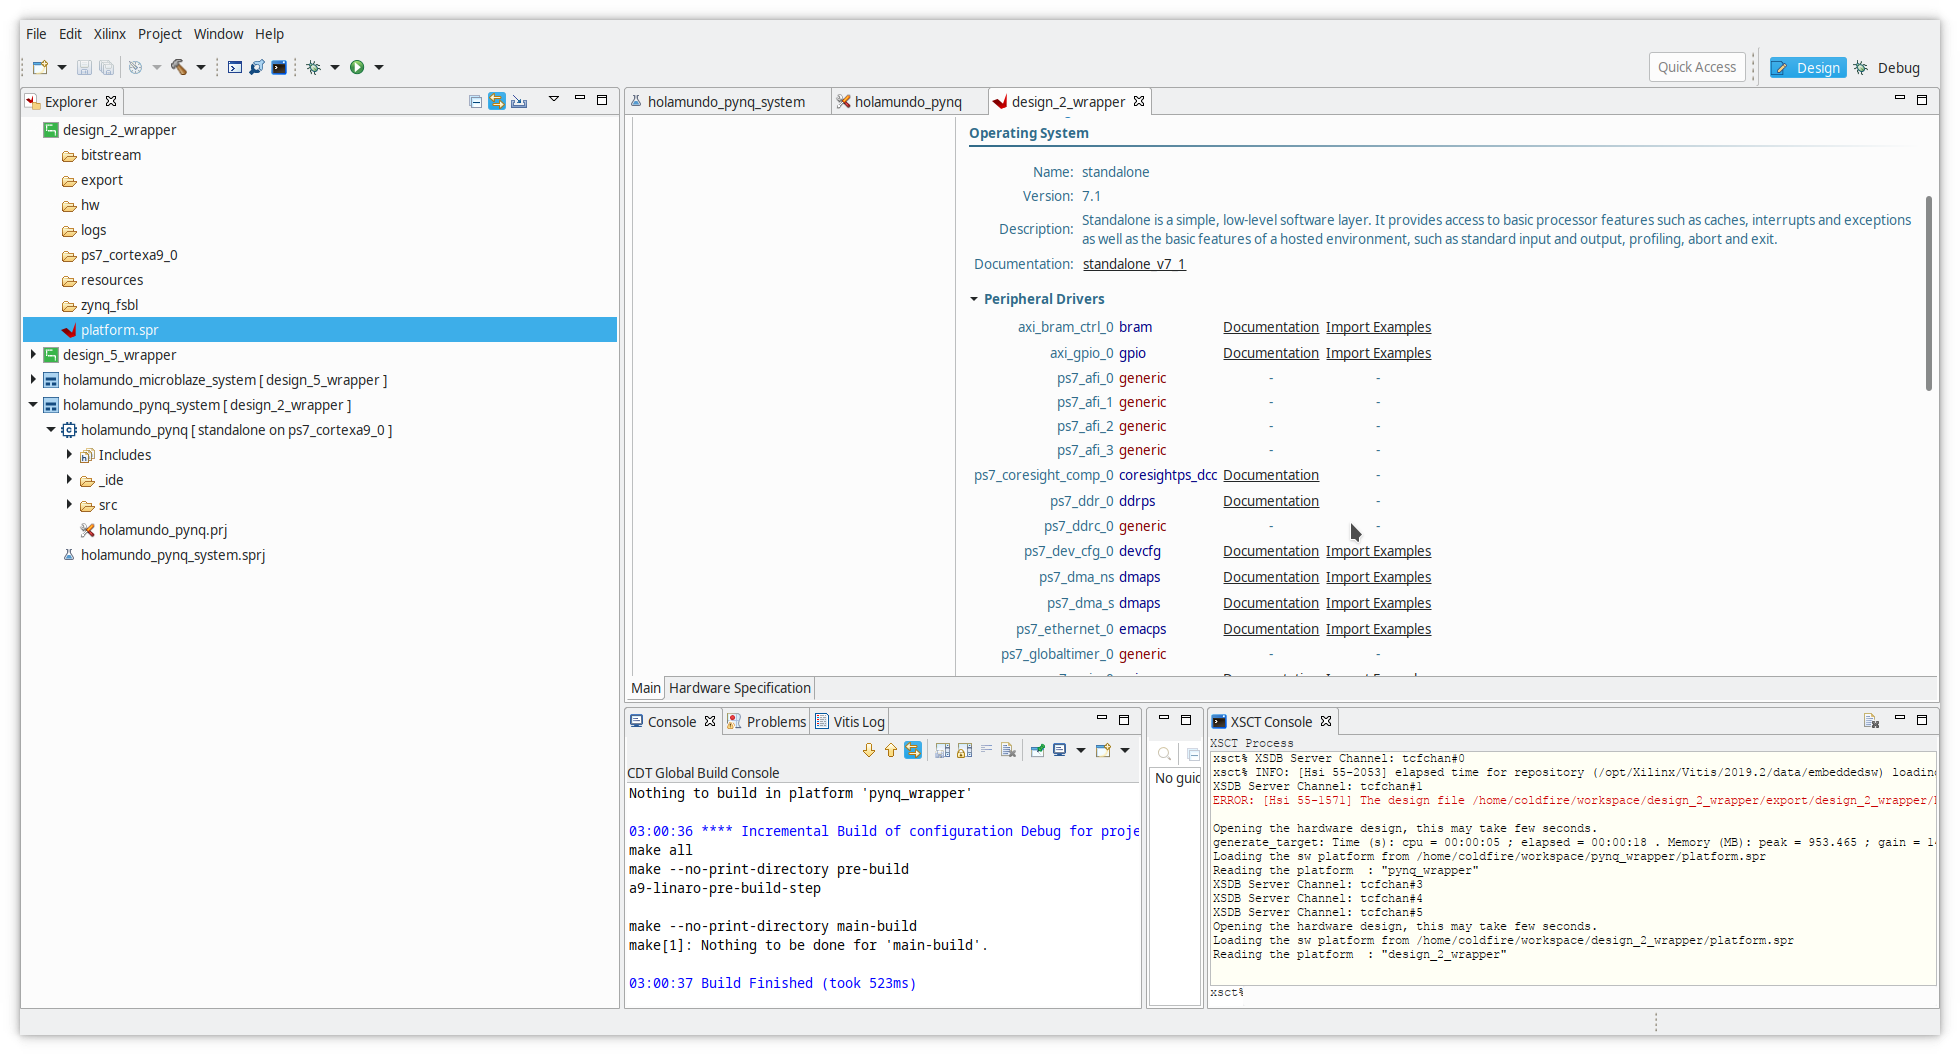 File Edit Xilinx Project Window Help
Quick Access
Design
Debug
Explorer
design_2_wrapper
bitstream
export
hw
logs
ps7_cortexa9_0
resources
zynq_fsbl
platform.spr
design_5_wrapper
holamundo_microblaze_system [ design_5_wrapper ]
holamundo_pynq_system [ design_2_wrapper ]
holamundo_pynq [ standalone on ps7_cortexa9_0 ]
Includes
_ide
src
holamundo_pynq.prj
holamundo_pynq_system.sprj
holamundo_pynq_system
holamundo_pynq
design_2_wrapper
Operating System
Name: standalone
Version: 7.1
Description: Standalone is a simple, low-level software layer. It provides access to basic processor features such as caches, interrupts and exceptions
as well as the basic features of a hosted environment, such as standard input and output, profiling, abort and exit.
Documentation: standalone_v7_1
Peripheral Drivers
axi_bram_ctrl_0 bram Documentation Import Examples
axi_gpio_0 gpio Documentation Import Examples
ps7_afi_0 generic - -
ps7_afi_1 generic - -
ps7_afi_2 generic - -
ps7_afi_3 generic - -
ps7_coresight_comp_0 coresightps_dcc Documentation -
ps7_ddr_0 ddrps Documentation -
ps7_ddrc_0 generic - -
ps7_dev_cfg_0 devcfg Documentation Import Examples
ps7_dma_ns dmaps Documentation Import Examples
ps7_dma_s dmaps Documentation Import Examples
ps7_ethernet_0 emacps Documentation Import Examples
ps7_globaltimer_0 generic - -
Main Hardware Specification
Console Problems Vitis Log
CDT Global Build Console
Nothing to build in platform 'pynq_wrapper'
03:00:36 **** Incremental Build of configuration Debug for proje
make all
make --no-print-directory pre-build
a9-linaro-pre-build-step
make --no-print-directory main-build
make[1]: Nothing to be done for 'main-build'.
03:00:37 Build Finished (took 523ms)
No guid
XSCT Console
XSCT Process
xsct% XSDB Server Channel: tcfchan#0
xsct% INFO: [Hsi 55-2053] elapsed time for repository (/opt/Xilinx/Vitis/2019.2/data/embeddedsw) loadin
XSDB Server Channel: tcfchan#1
ERROR: [Hsi 55-1571] The design file /home/coldfire/workspace/design_2_wrapper/export/design_2_wrapper/
Opening the hardware design, this may take few seconds.
generate_target: Time (s): cpu = 00:00:05 ; elapsed = 00:00:18 . Memory (MB): peak = 953.465 ; gain = 1
Loading the sw platform from /home/coldfire/workspace/pynq_wrapper/platform.spr
Reading the platform : "pynq_wrapper"
XSDB Server Channel: tcfchan#3
XSDB Server Channel: tcfchan#4
XSDB Server Channel: tcfchan#5
Opening the hardware design, this may take few seconds.
Loading the sw platform from /home/coldfire/workspace/design_2_wrapper/platform.spr
Reading the platform : "design_2_wrapper"
xsct%